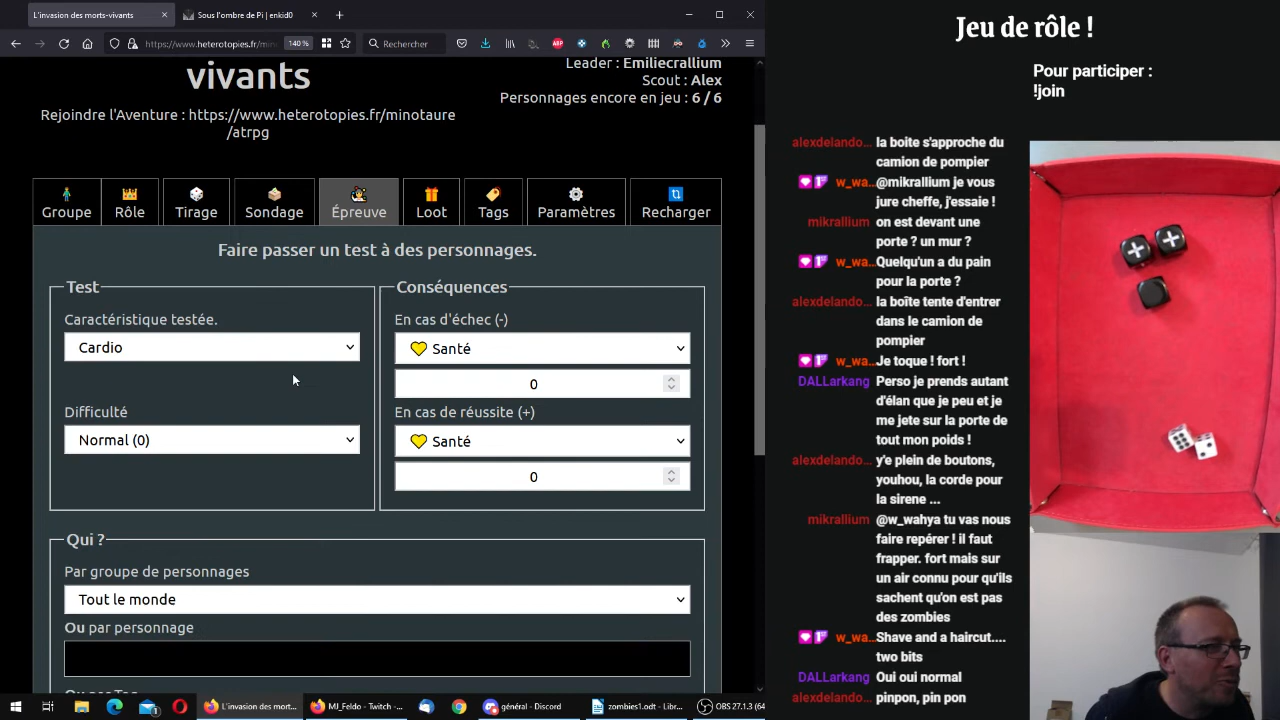 L'invasion des morts-vivants
Sous l'ombre de Pi | enkid0
https://www.heterotopies.fr/min
140 %
Rechercher
ABP
vivants
Leader : Emiliecrallium
Scout : Alex
Personnages encore en jeu : 6 / 6
Rejoindre l'Aventure : https://www.heterotopies.fr/minotaure
/atrpg
Groupe
Rôle
Tirage
Sondage
Épreuve
Loot
Tags
Paramètres
Recharger
Faire passer un test à des personnages.
Test
Caractéristique testée.
Cardio
Difficulté
Normal (0)
Conséquences
En cas d'échec (-)
Santé
0
En cas de réussite (+)
Santé
0
Qui ?
Par groupe de personnages
Tout le monde
Ou par personnage
L'invasion des mort...
MJ_Feldo - Twitch -...
général - Discord
zombies1.odt - Libr...
OBS 27.1.3 (64
Jeu de rôle !
Pour participer :
!join
alexdelando... la boite s'approche du
camion de pompier
w_wa... @mikrallium je vous
jure cheffe, j'essaie !
mikrallium on est devant une
porte ? un mur ?
w_wa... Quelqu'un a du pain
pour la porte ?
alexdelando... la boîte tente d'entrer
dans le camion de
pompier
w_wa... Je toque ! fort !
DALLarkang Perso je prends autant
d'élan que je peu et je
me jete sur la porte de
tout mon poids !
alexdelando... y'e plein de boutons,
youhou, la corde pour
la sirene ...
mikrallium @w_wahya tu vas nous
faire repérer ! il faut
frapper. fort mais sur
un air connu pour qu'ils
sachent qu'on est pas
des zombies
w_wa... Shave and a haircut....
two bits
DALLarkang Oui oui normal
alexdelando... pinpon, pin pon